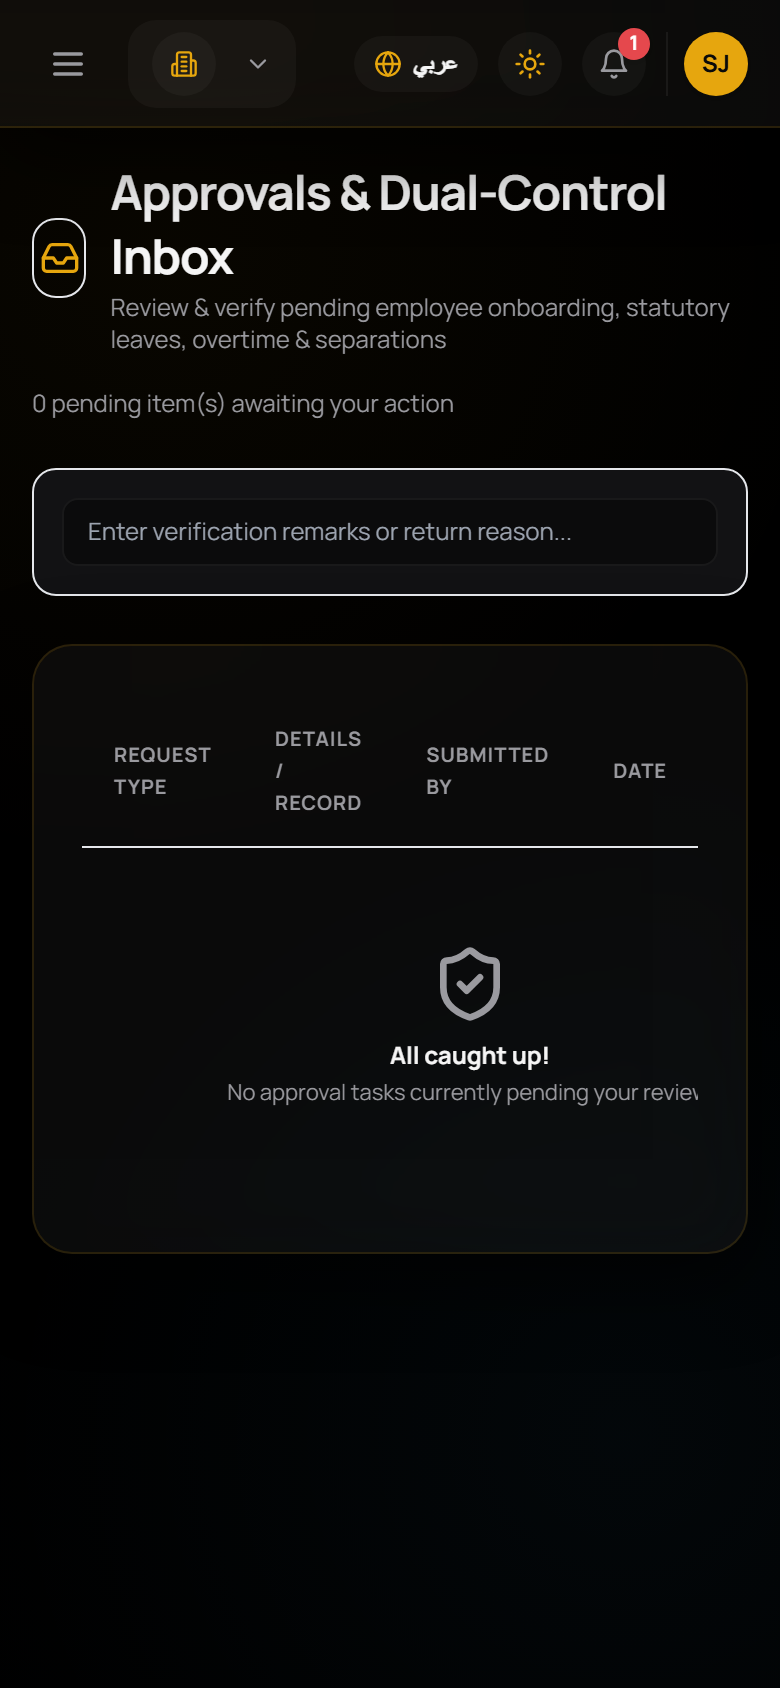 عربي
1
SJ
Approvals & Dual-Control
Inbox
Review & verify pending employee onboarding, statutory
leaves, overtime & separations
0 pending item(s) awaiting your action
Enter verification remarks or return reason...
REQUEST
TYPE
DETAILS
/
RECORD
SUBMITTED
BY
DATE
All caught up!
No approval tasks currently pending your review